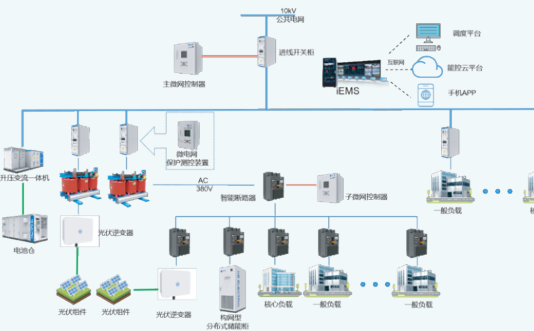 10kV
公共电网
进线开关柜
主微网控制器
互联网
iEMS
调度平台
能控云平台
手机APP
升压变流一体机
微电网
保护测控装置
AC
380V
智能断路器
子微网控制器
一般负载
电池仓
光伏逆变器
光伏组件
光伏组件
光伏逆变器
构网型
分布式储能柜
核心负载
一般负载
一般负载